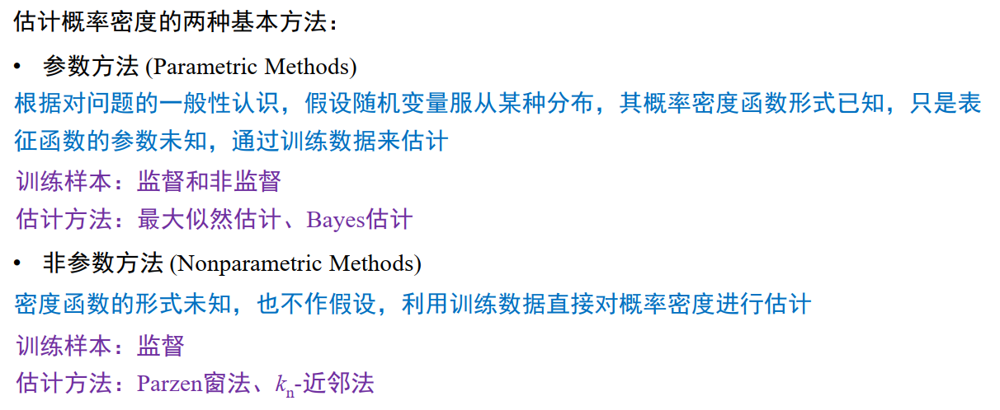 估计概率密度的两种基本方法：
• 参数方法 (Parametric Methods)
根据对问题的一般性认识，假设随机变量服从某种分布，其概率密度函数形式已知，只是表
征函数的参数未知，通过训练数据来估计
训练样本：监督和非监督
估计方法：最大似然估计、Bayes估计
• 非参数方法 (Nonparametric Methods)
密度函数的形式未知，也不作假设，利用训练数据直接对概率密度进行估计
训练样本：监督
估计方法：Parzen窗法、kn-近邻法